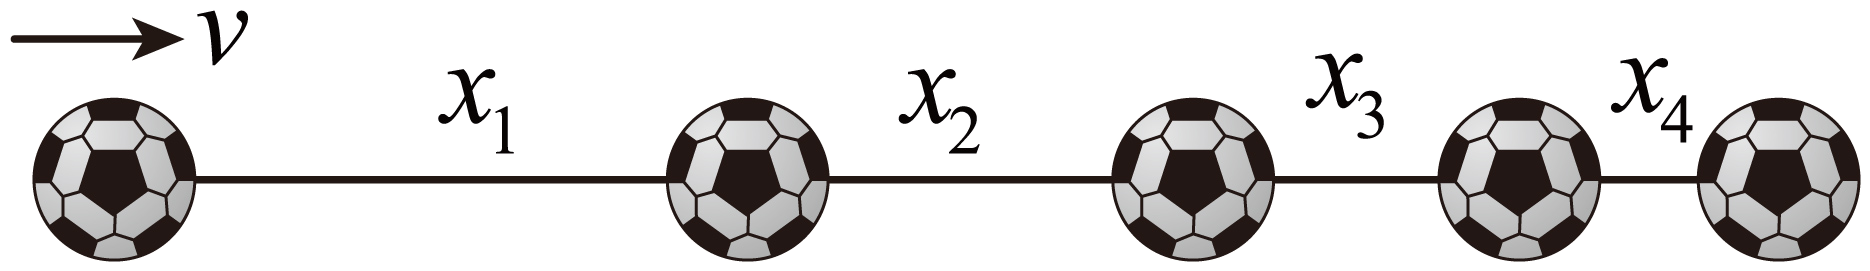 v
x₁ x₂ x₃ x₄